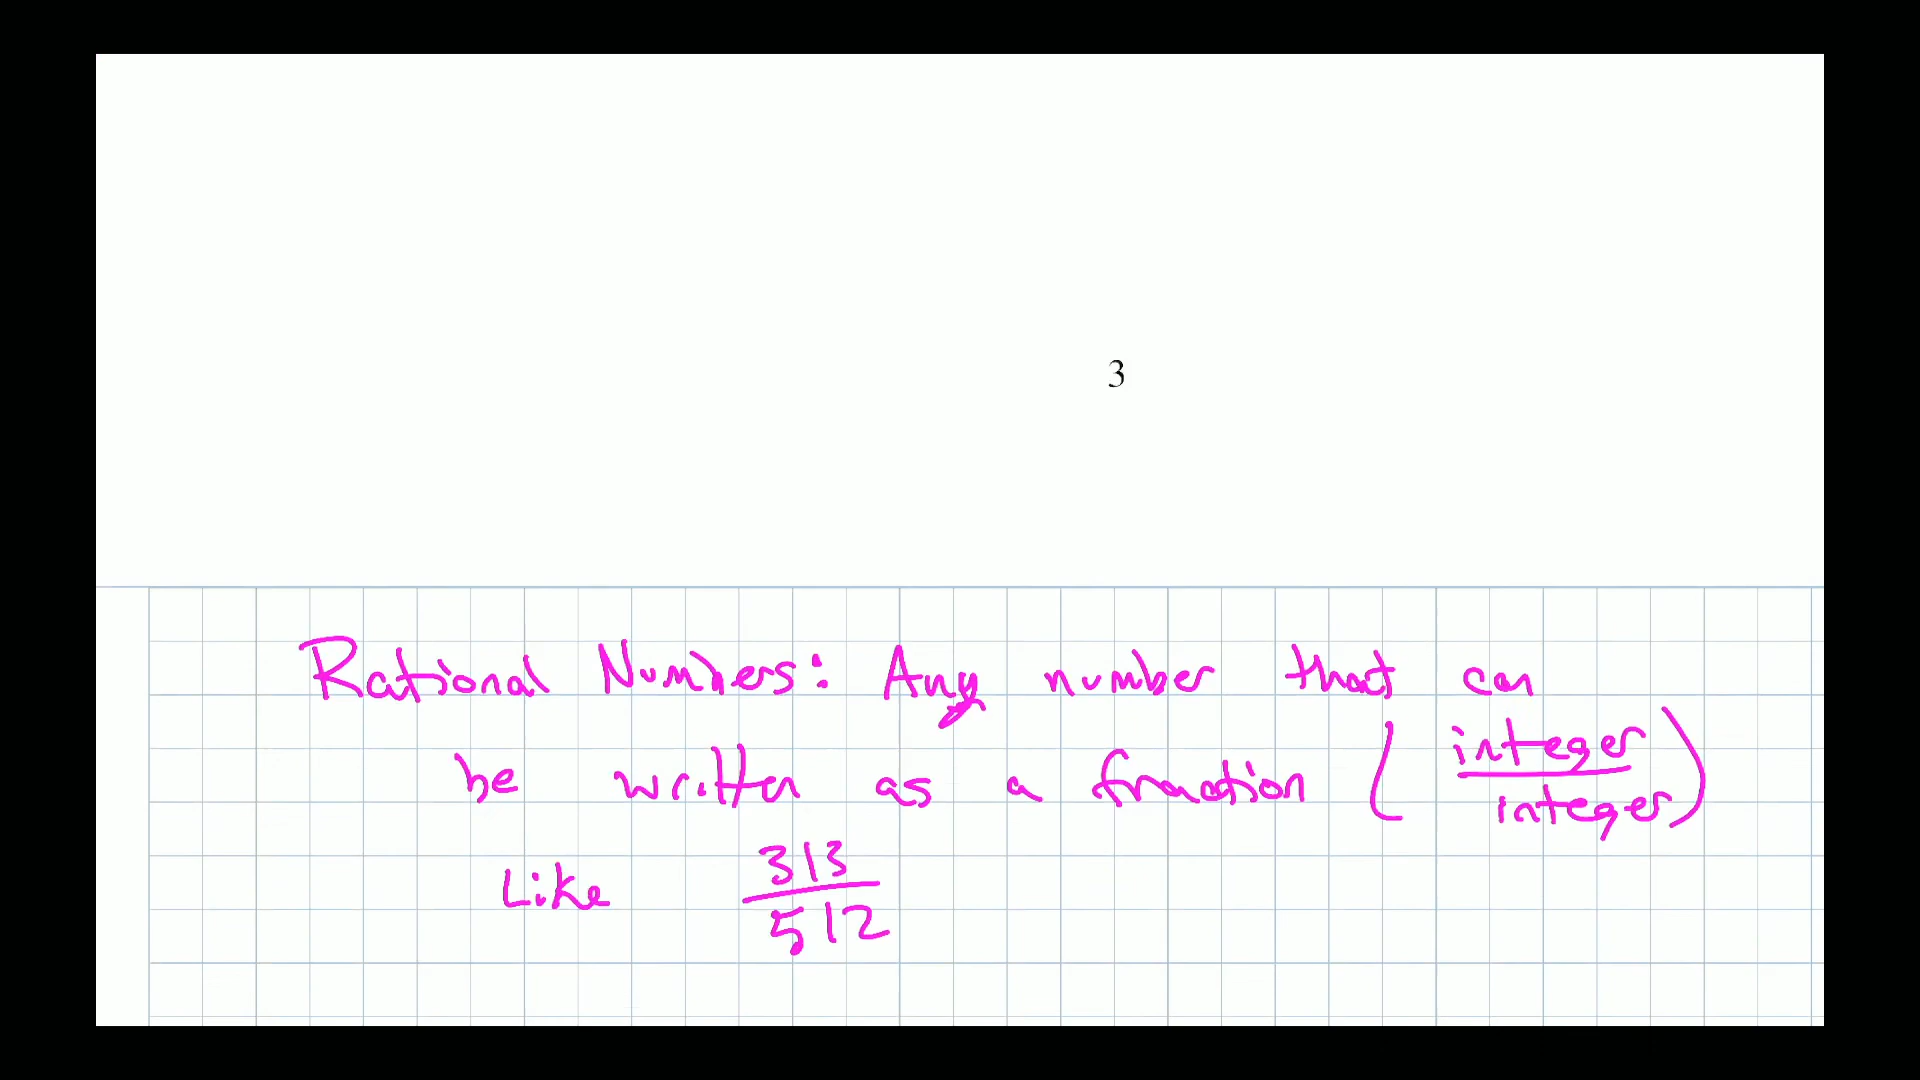 3
Rational Numbers: Any number that can
be written as a fraction (integer/integer)
Like 313/512